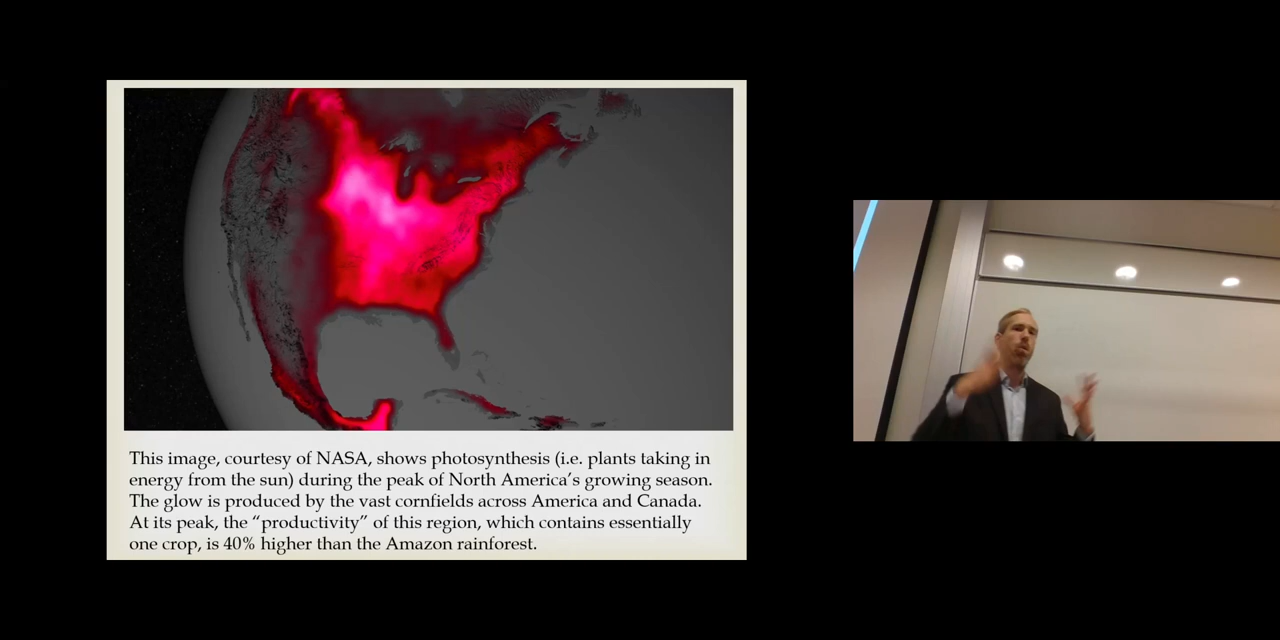 This image, courtesy of NASA, shows photosynthesis (i.e. plants taking in
energy from the sun) during the peak of North America’s growing season.
The glow is produced by the vast cornfields across America and Canada.
At its peak, the “productivity” of this region, which contains essentially
one crop, is 40% higher than the Amazon rainforest.